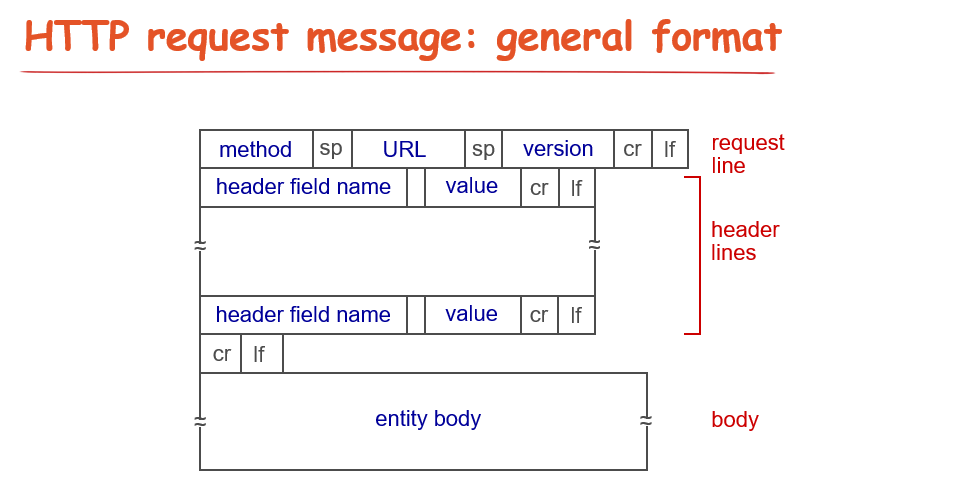 HTTP request message: general format
method sp URL sp version cr lf
request
line
header field name value cr lf
header
lines
header field name value cr lf
cr lf
entity body
body